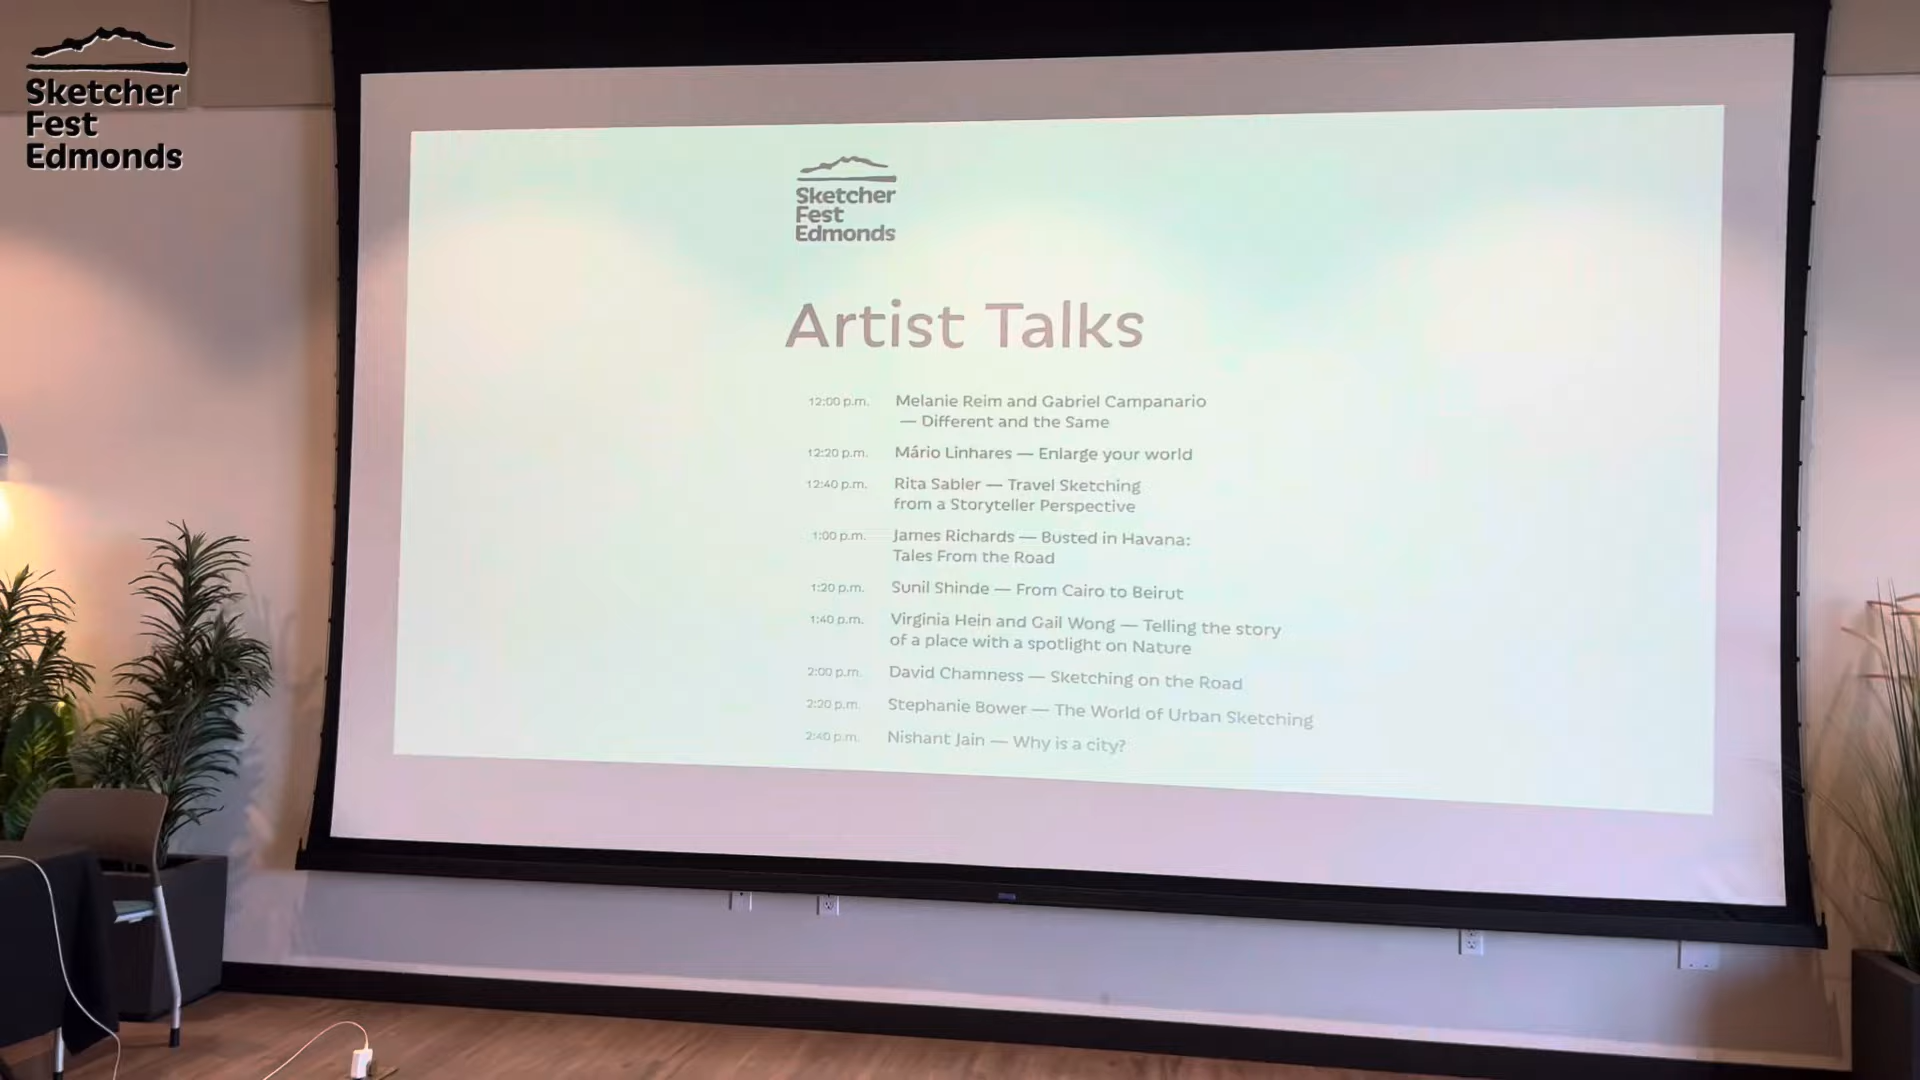 Sketcher
Fest
Edmonds
Sketcher
Fest
Edmonds
Artist Talks
12:00 p.m. Melanie Reim and Gabriel Campanario
— Different and the Same
12:20 p.m. Mário Linhares — Enlarge your world
12:40 p.m. Rita Sabler — Travel Sketching
from a Storyteller Perspective
1:00 p.m. James Richards — Busted in Havana:
Tales From the Road
1:20 p.m. Sunil Shinde — From Cairo to Beirut
1:40 p.m. Virginia Hein and Gail Wong — Telling the story
of a place with a spotlight on Nature
2:00 p.m. David Chamness — Sketching on the Road
2:20 p.m. Stephanie Bower — The World of Urban Sketching
2:40 p.m. Nishant Jain — Why is a city?